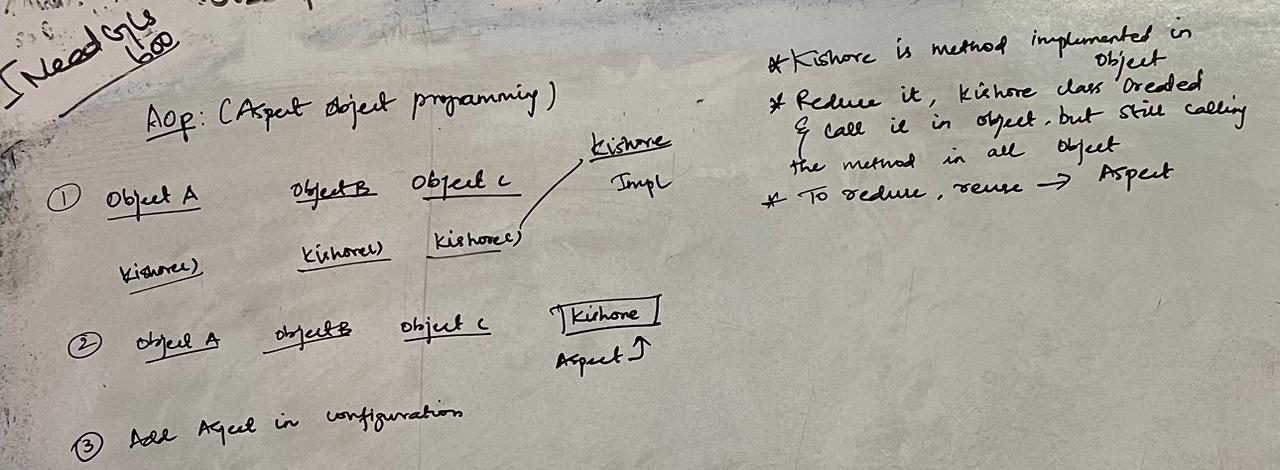 I Need Gyls
600
AOP: (Aspect Object programming)
① Object A Object B Object C Kishore
Impl
Kishore() Kishore() Kishore()
② Object A Object B Object C Kishore
Aspect
③ Add Aspect in configuration
* Kishore is method implemented in
Object
* Reduce it, Kishore class Created
& call it in object, but still calling
the method in all Object
* To reduce, reuse → Aspect